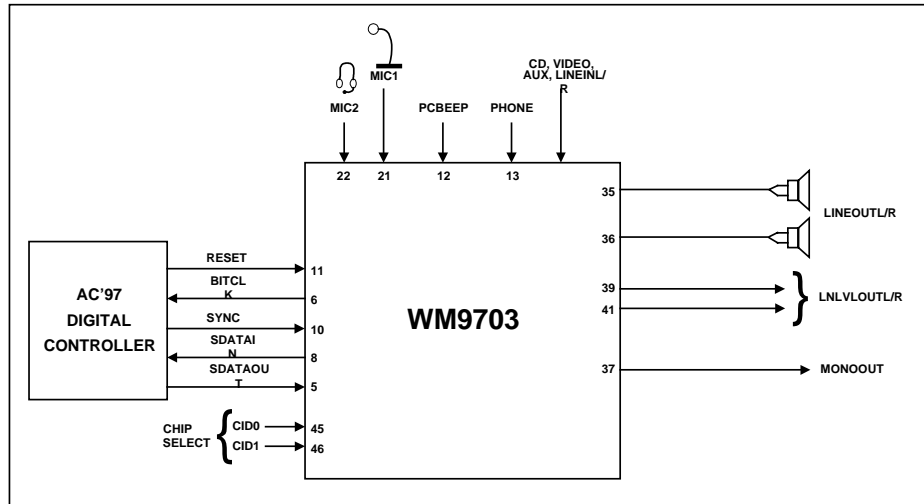 CD, VIDEO,
AUX, LINEINL/
R
MIC1
MIC2
PCBEEP
PHONE
22
21
12
13
35
LINEOUTL/R
36
AC'97
DIGITAL
CONTROLLER
RESET
11
BITCL
K
6
SYNC
10
SDATAI
N
8
SDATAOU
T
5
WM9703
39
41
LNLVLOUTL/R
37
MONOOUT
CHIP
SELECT
CID0
45
CID1
46